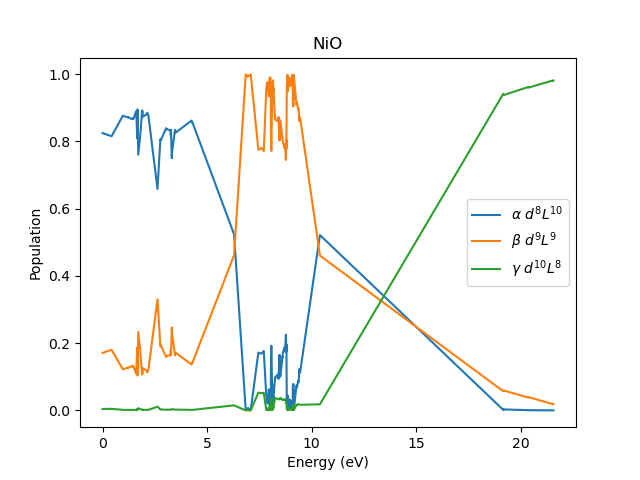 NiO
Population
1.0
0.8
0.6
0.4
0.2
0.0
α d⁸L¹⁰
β d⁹L⁹
γ d¹⁰L⁸
0 5 10 15 20
Energy (eV)